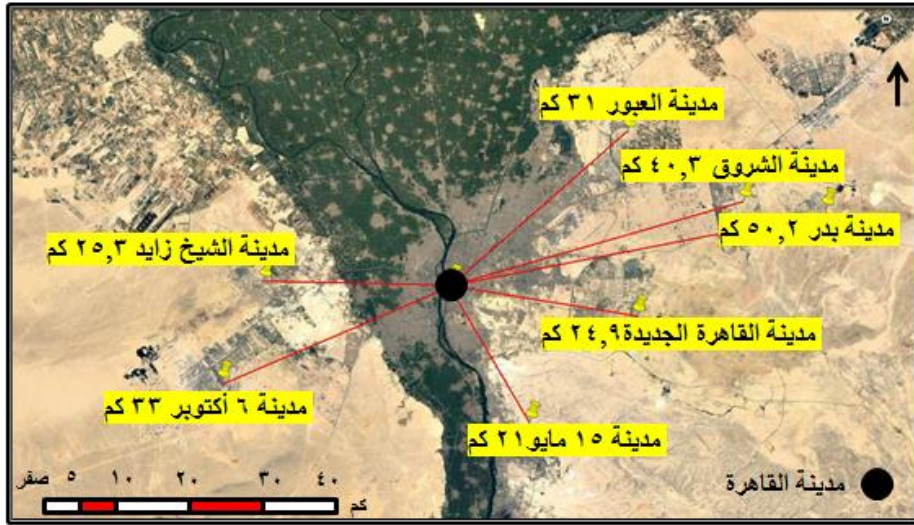 مدينة العبور ٣١ كم
مدينة الشروق ٤٠,٣ كم
مدينة بدر ٥٠,٢ كم
مدينة الشيخ زايد ٢٥,٣ كم
مدينة القاهرة الجديدة٢٤,٩ كم
مدينة ٦ أكتوبر ٣٣ كم
مدينة ١٥ مايو٢١ كم
صفر ٥ ١٠ ٢٠ ٣٠ ٤٠
كم
مدينة القاهرة